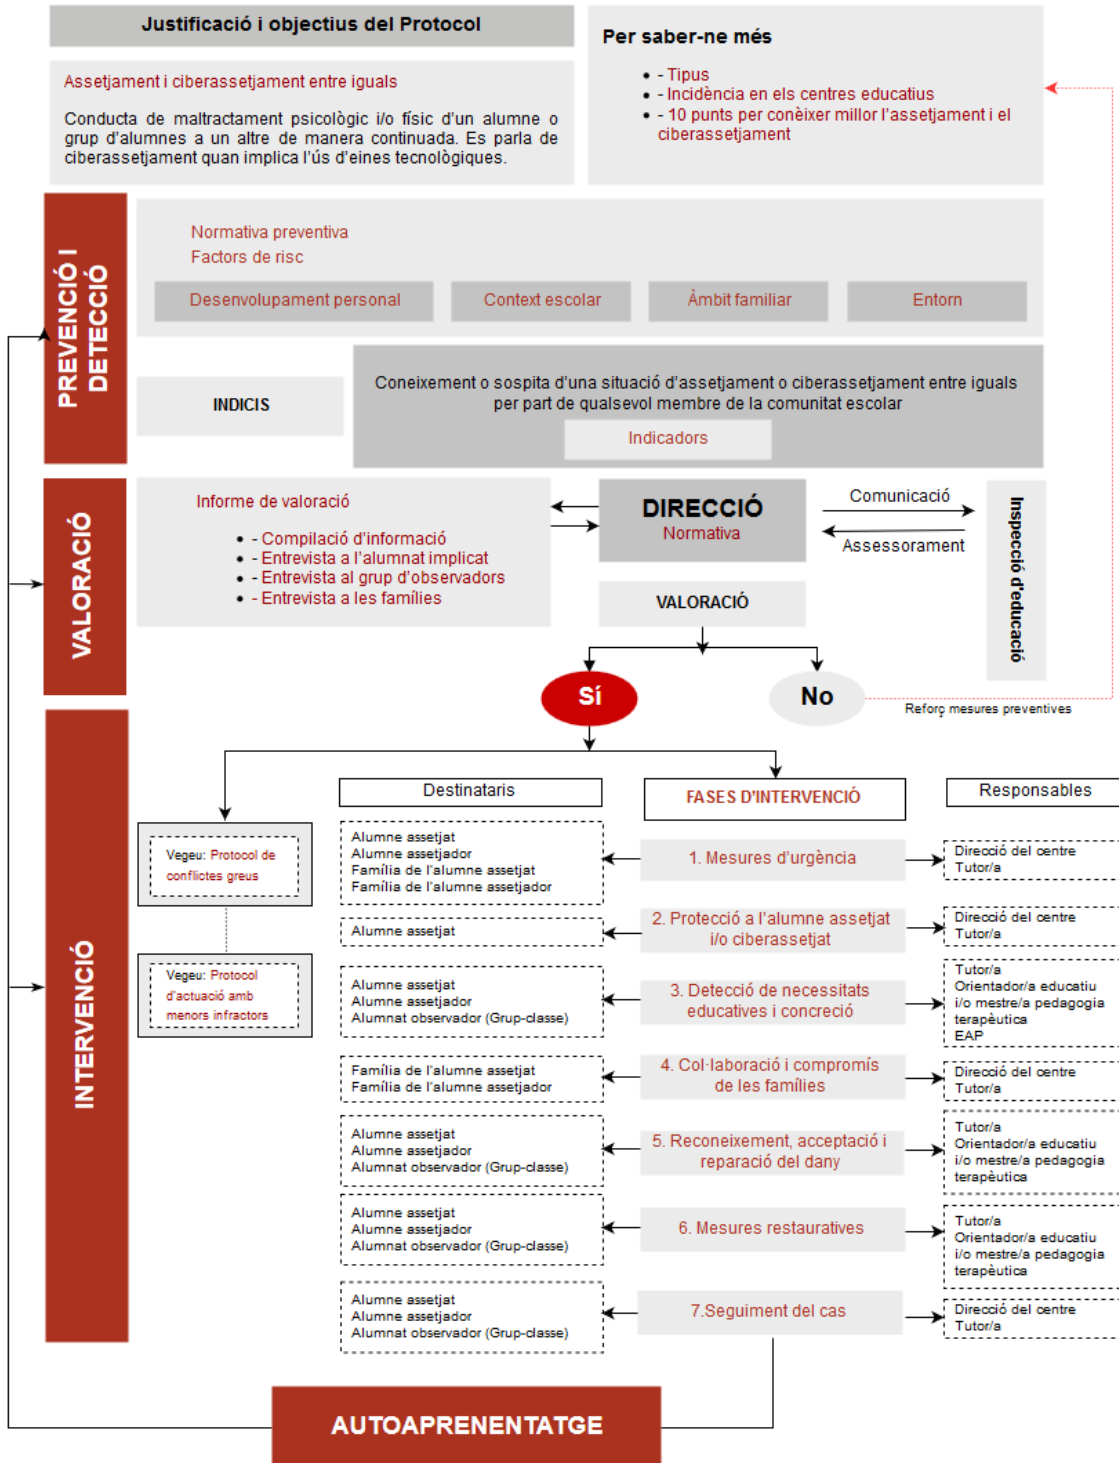 Justificació i objectius del Protocol
Assetjament i ciberassetjament entre iguals
Conducta de maltractament psicològic i/o físic d'un alumne o
grup d'alumnes a un altre de manera continuada. Es parla de
ciberassetjament quan implica l'ús d'eines tecnològiques.
Per saber-ne més
- Tipus
- Incidència en els centres educatius
- 10 punts per conèixer millor l'assetjament i el
ciberassetjament
PREVENCIÓ I
DETECCIÓ
Normativa preventiva
Factors de risc
Desenvolupament personal
Context escolar
Àmbit familiar
Entorn
INDICIS
Coneixement o sospita d'una situació d'assetjament o ciberassetjament entre iguals
per part de qualsevol membre de la comunitat escolar
Indicadors
VALORACIÓ
Informe de valoració
- Compilació d'informació
- Entrevista a l'alumnat implicat
- Entrevista al grup d'observadors
- Entrevista a les famílies
DIRECCIÓ
Normativa
Comunicació
Assessorament
Inspecció d'educació
VALORACIÓ
Sí
No
Reforç mesures preventives
INTERVENCIÓ
Vegeu: Protocol de
conflictes greus
Vegeu: Protocol
d'actuació amb
menors infractors
Destinataris
FASES D'INTERVENCIÓ
Responsables
Alumne assetjat
Alumne assetjador
Família de l'alumne assetjat
Família de l'alumne assetjador
1. Mesures d'urgència
Direcció del centre
Tutor/a
Alumne assetjat
2. Protecció a l'alumne assetjat
i/o ciberassetjat
Direcció del centre
Tutor/a
Alumne assetjat
Alumne assetjador
Alumnat observador (Grup-classe)
3. Detecció de necessitats
educatives i concreció
Tutor/a
Orientador/a educatiu
i/o mestre/a pedagogia
terapèutica
EAP
Família de l'alumne assetjat
Família de l'alumne assetjador
4. Col·laboració i compromís
de les famílies
Direcció del centre
Tutor/a
Alumne assetjat
Alumne assetjador
Alumnat observador (Grup-classe)
5. Reconeixement, acceptació i
reparació del dany
Tutor/a
Orientador/a educatiu
i/o mestre/a pedagogia
terapèutica
Alumne assetjat
Alumne assetjador
Alumnat observador (Grup-classe)
6. Mesures restauratives
Tutor/a
Orientador/a educatiu
i/o mestre/a pedagogia
terapèutica
Alumne assetjat
Alumne assetjador
Alumnat observador (Grup-classe)
7.Seguiment del cas
Direcció del centre
Tutor/a
AUTOAPRENENTATGE